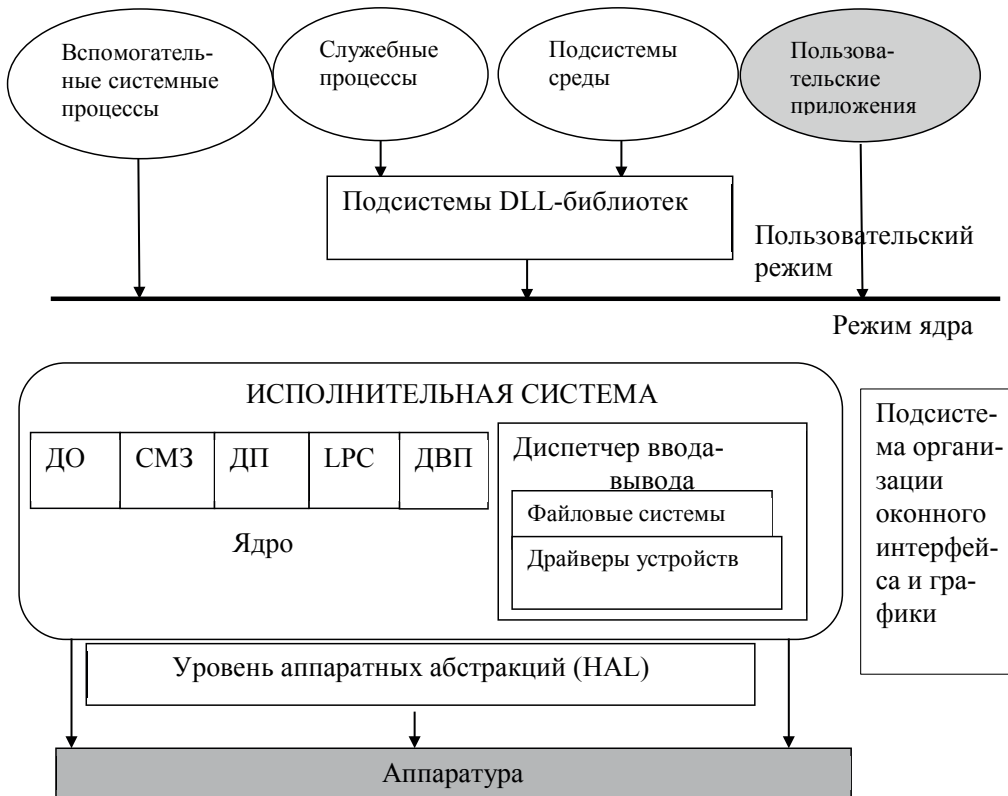 Вспомогатель-
ные системные
процессы
Служебные
процессы
Подсистемы
среды
Пользова-
тельские
приложения
Подсистемы DLL-библиотек
Пользовательский
режим
Режим ядра
ИСПОЛНИТЕЛЬНАЯ СИСТЕМА
ДО
СМЗ
ДП
LPC
ДВП
Ядро
Диспетчер ввода-
вывода
Файловые системы
Драйверы устройств
Подсисте-
ма органи-
зации
оконного
интерфей-
са и гра-
фики
Уровень аппаратных абстракций (HAL)
Аппаратура